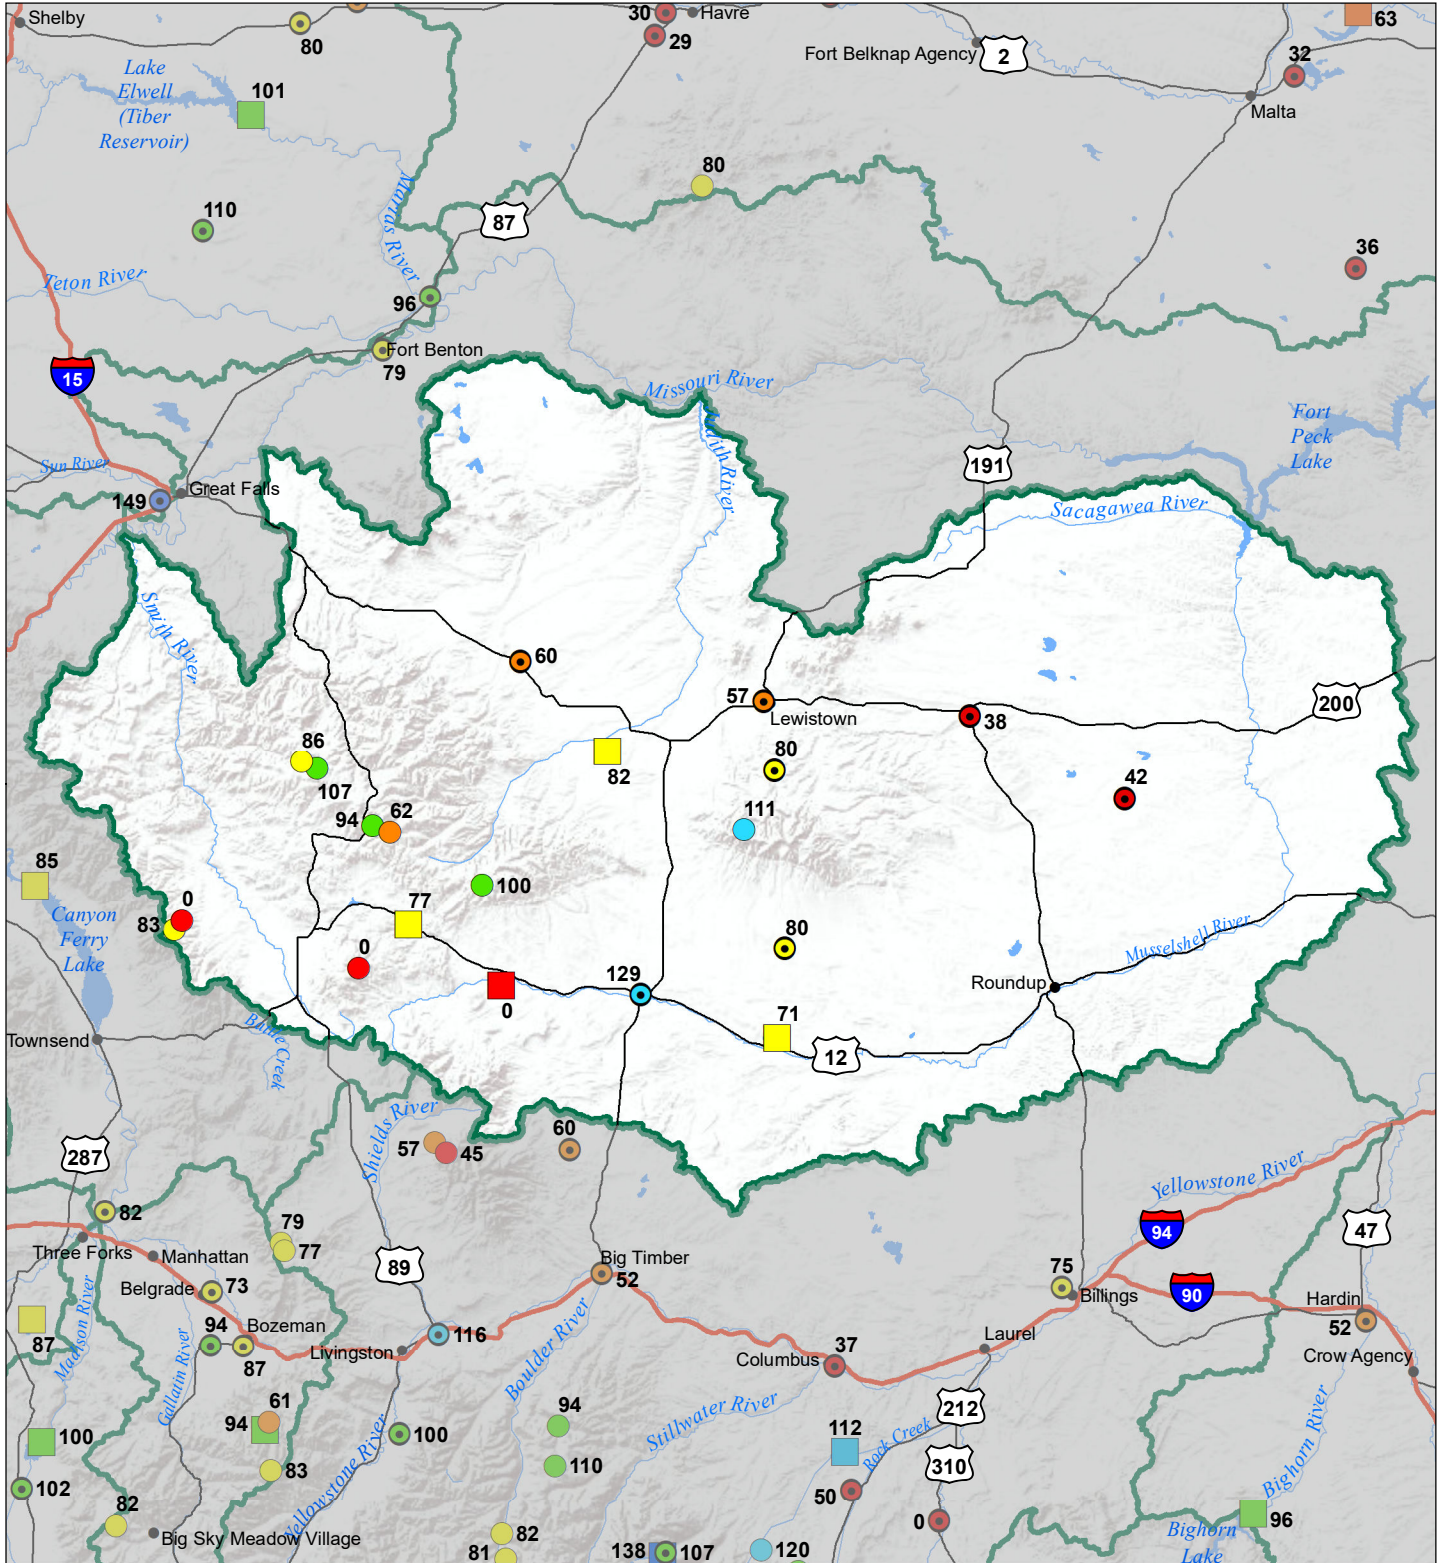 Shelby
80
30
Havre
29
Fort Belknap Agency
2
63
32
Malta
Lake
Elwell
(Tiber
Reservoir)
101
80
110
Marias River
87
36
Teton River
96
Fort Benton
79
15
Missouri River
Fort
Peck
Lake
Judith River
Sun River
149
Great Falls
191
Sacagawea River
Smith River
60
57
Lewistown
38
200
86
107
82
80
42
94
62
111
85
100
Canyon
Ferry
Lake
0
83
77
0
80
Musselshell River
129
0
Roundup
71
12
Townsend
Battle Creek
Shields River
57
45
60
287
Yellowstone River
82
79
77
Three Forks
Manhattan
89
94
47
Big Timber
52
75
Billings
90
Belgrade
73
Hardin
52
Madison River
87
94
Bozeman
87
116
Livingston
Gallatin River
Boulder River
Laurel
Columbus
37
Crow Agency
61
94
100
94
110
Stillwater River
112
Rock Creek
212
310
Bighorn River
100
102
83
Yellowstone River
50
0
96
82
Big Sky Meadow Village
82
81
138
107
120
Bighorn
Lake